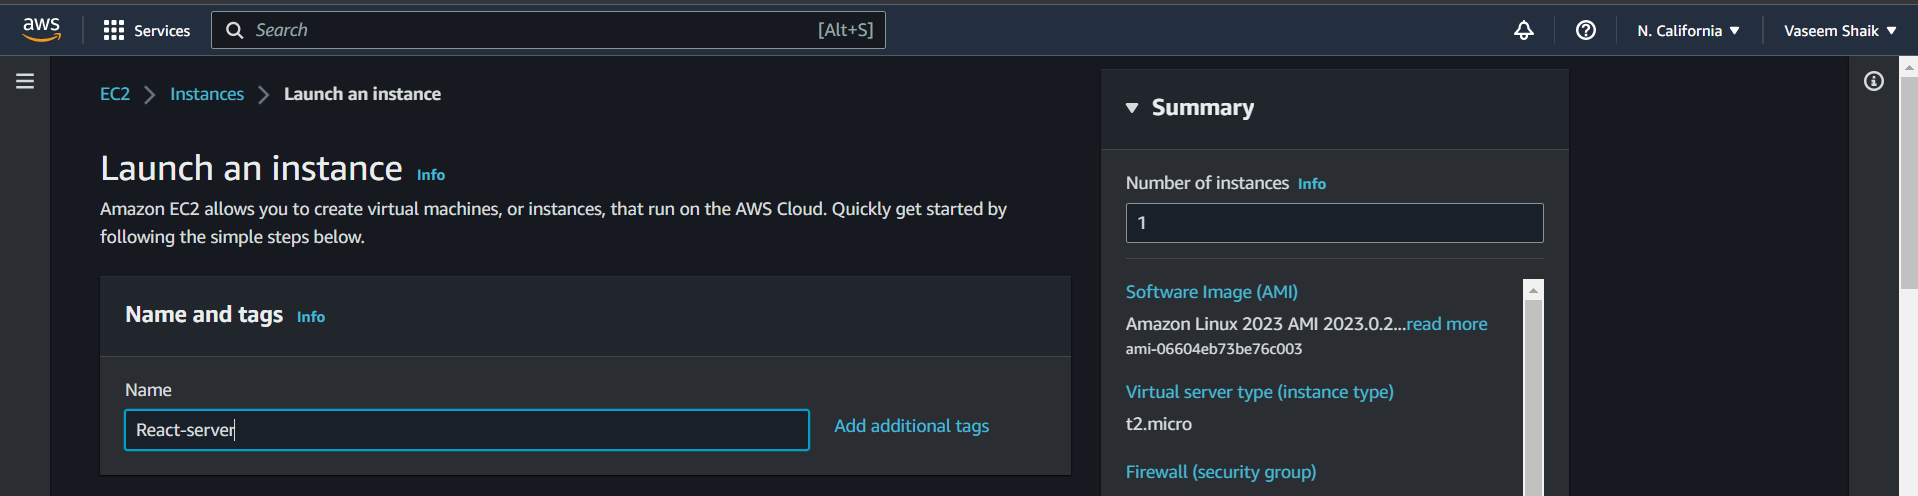 aws
Services
Search
[Alt+S]
N. California
Vaseem Shaik
EC2
Instances
Launch an instance
Launch an instance Info
Amazon EC2 allows you to create virtual machines, or instances, that run on the AWS Cloud. Quickly get started by
following the simple steps below.
Name and tags Info
Name
React-server
Add additional tags
Summary
Number of instances Info
1
Software Image (AMI)
Amazon Linux 2023 AMI 2023.0.2...read more
ami-06604eb73be76c003
Virtual server type (instance type)
t2.micro
Firewall (security group)